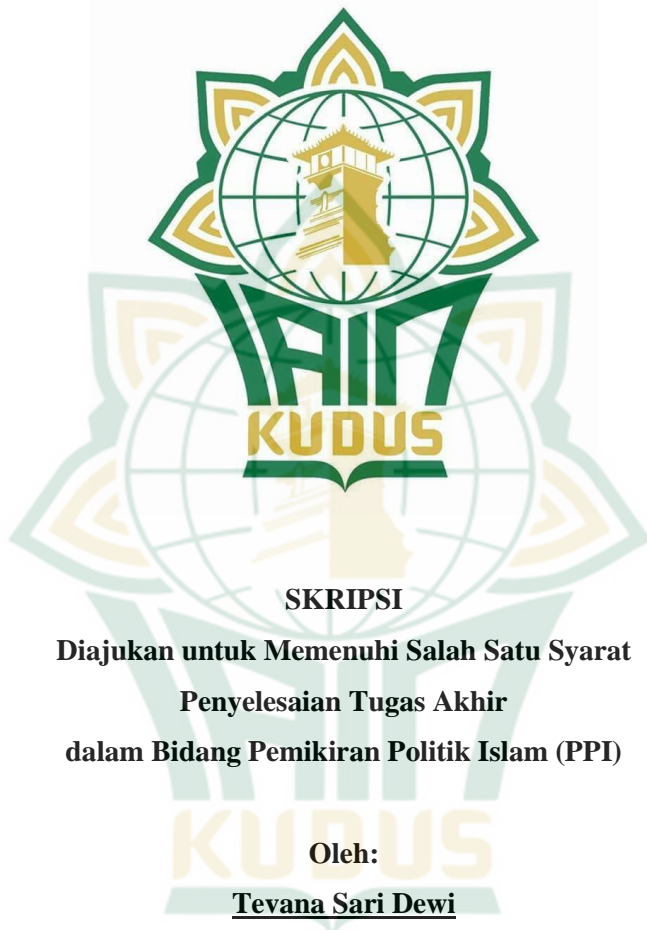 IAIN
KUDUS
SKRIPSI
Diajukan untuk Memenuhi Salah Satu Syarat
Penyelesaian Tugas Akhir
dalam Bidang Pemikiran Politik Islam (PPI)
KUDUS
Oleh:
Tevana Sari Dewi